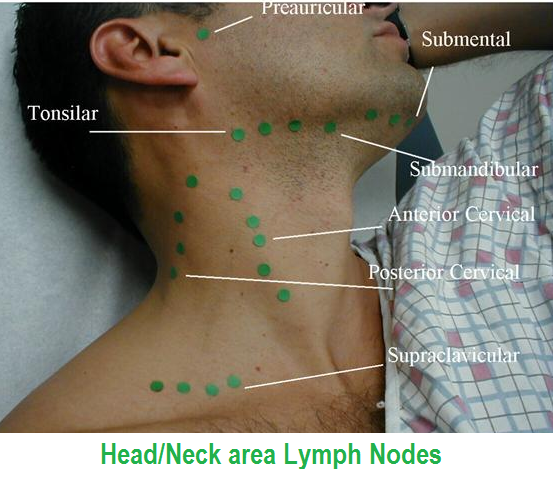 Preauricular
Submental
Tonsilar
Submandibular
Anterior Cervical
Posterior Cervical
Supraclavicular
Head/Neck area Lymph Nodes